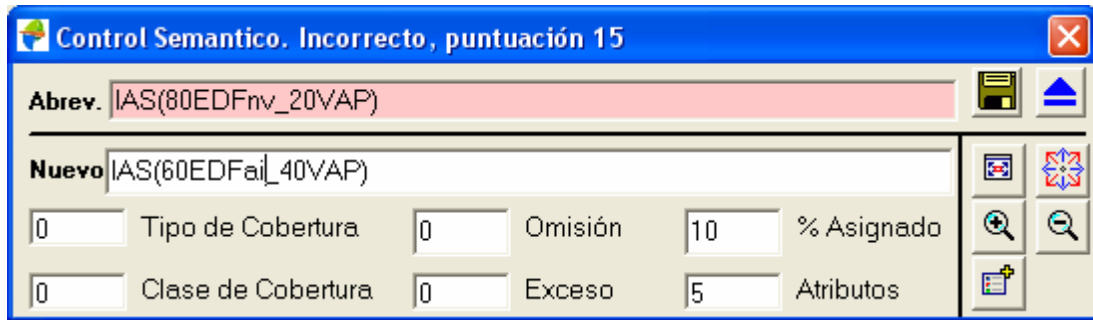 Control Semantico. Incorrecto, puntuación 15
Abrev. IAS(80EDFnv_20VAP)
Nuevo IAS(60EDFai_40VAP)
0 Tipo de Cobertura 0 Omisión 10 % Asignado
0 Clase de Cobertura 0 Exceso 5 Atributos